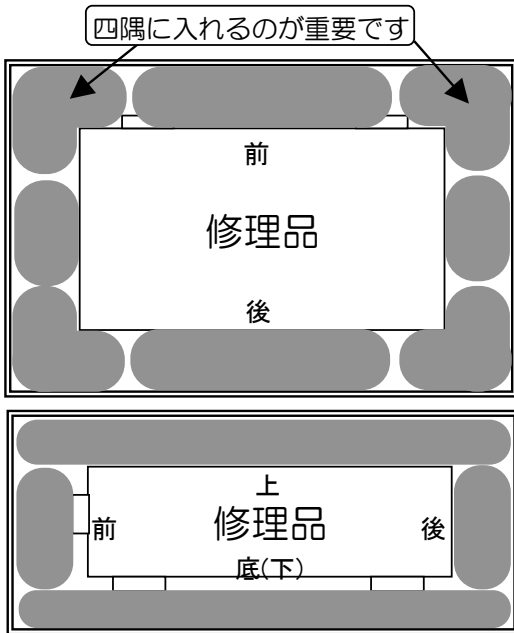 四隅に入れるのが重要です
前
修理品
後
上
前 修理品 後
底(下)